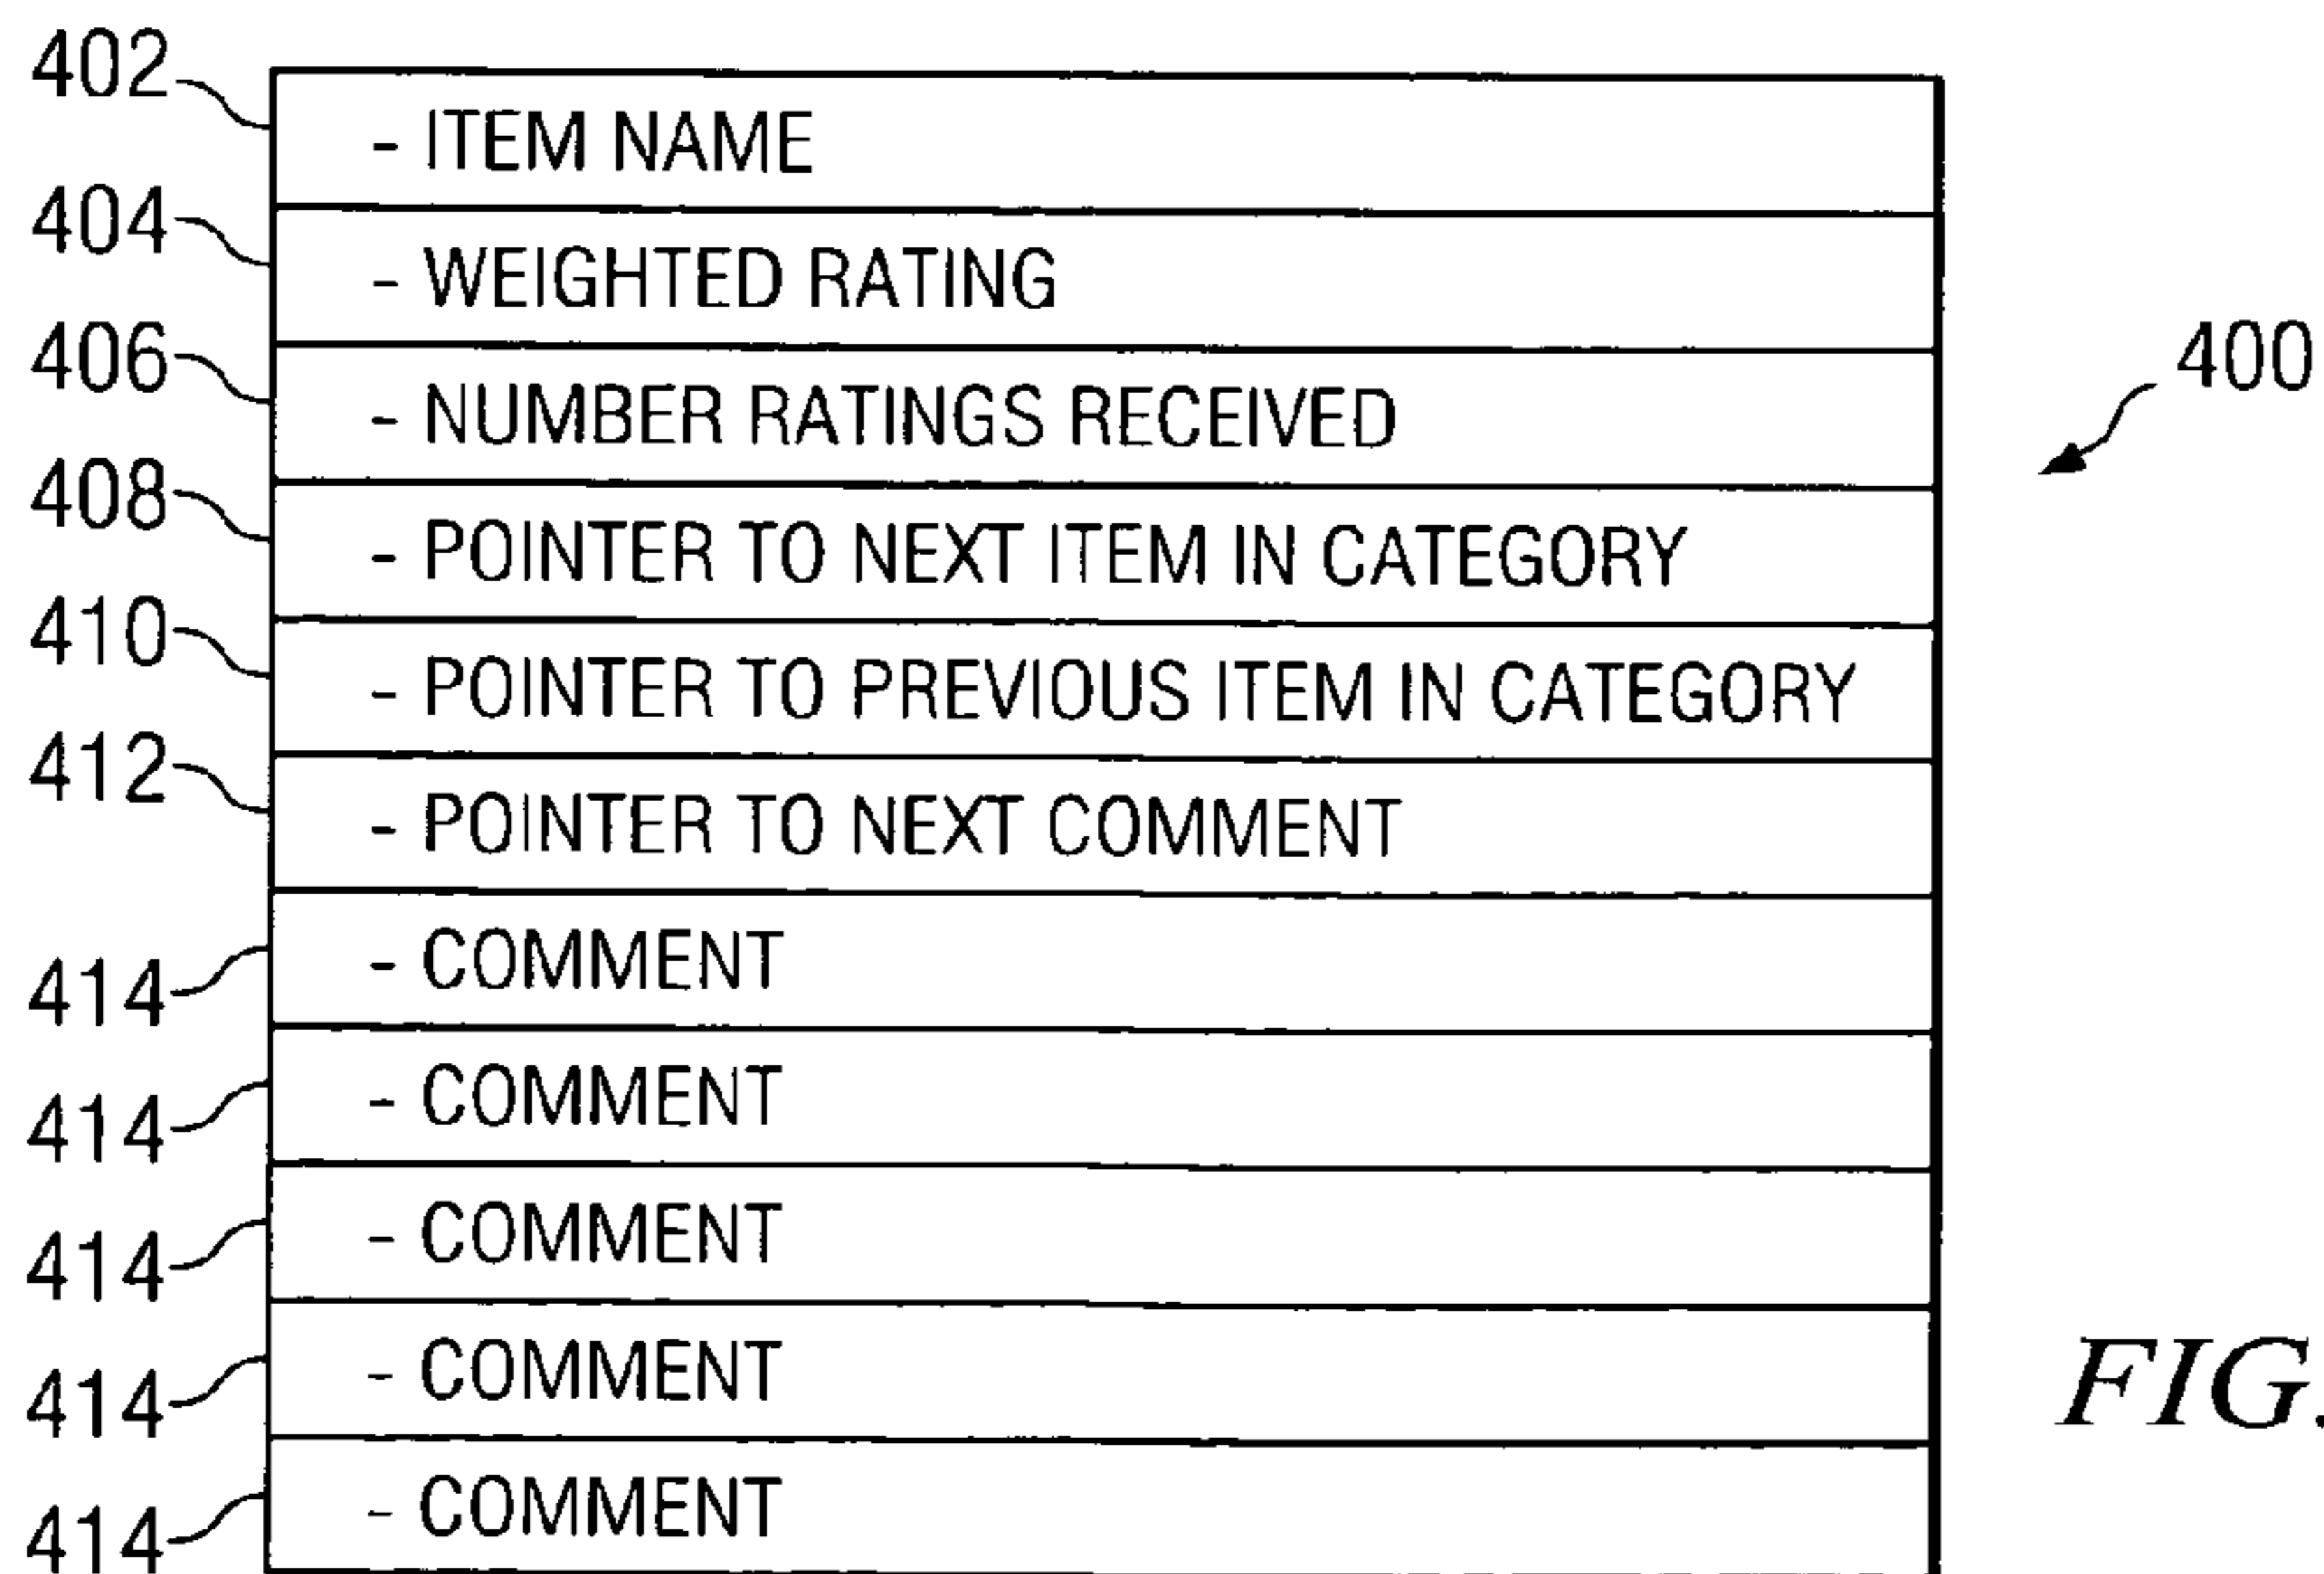 402 - ITEM NAME
404 - WEIGHTED RATING
406 - NUMBER RATINGS RECEIVED
400
408 - POINTER TO NEXT ITEM IN CATEGORY
410 - POINTER TO PREVIOUS ITEM IN CATEGORY
412 - POINTER TO NEXT COMMENT
414 - COMMENT
414 - COMMENT
414 - COMMENT
414 - COMMENT
FIG.
414 - COMMENT